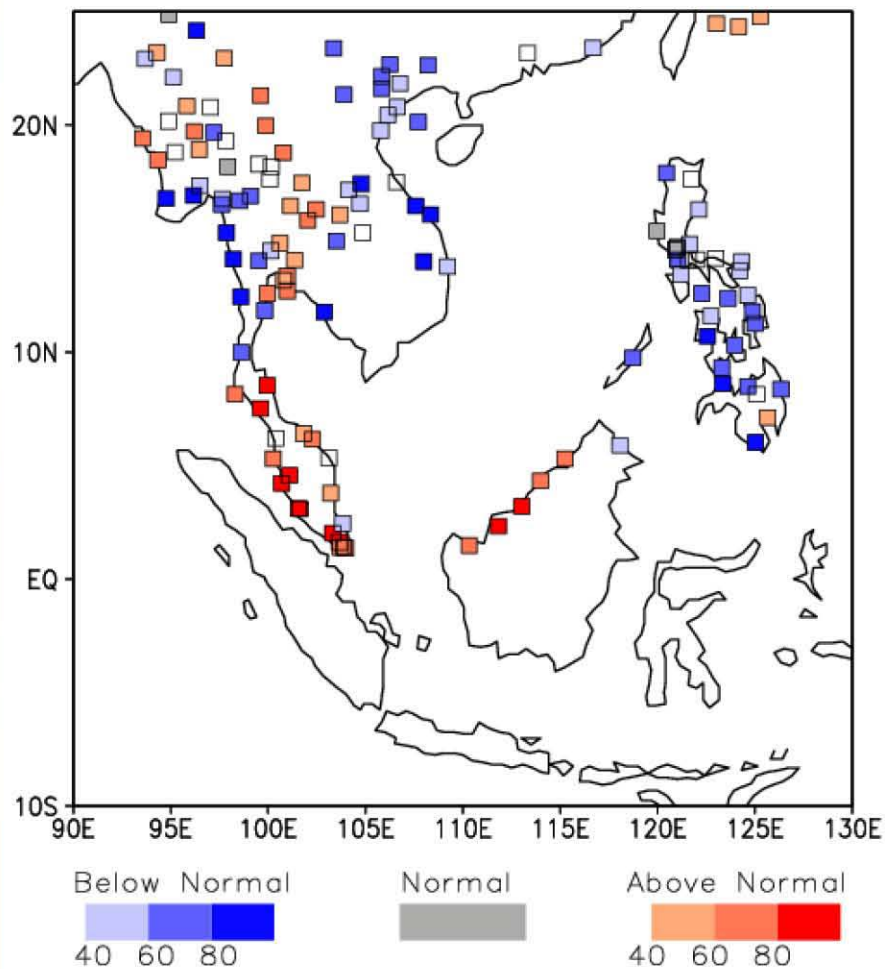 20N
10N
EQ
10S
90E 95E 100E 105E 110E 115E 120E 125E 130E
Below Normal Normal Above Normal
40 60 80 40 60 80